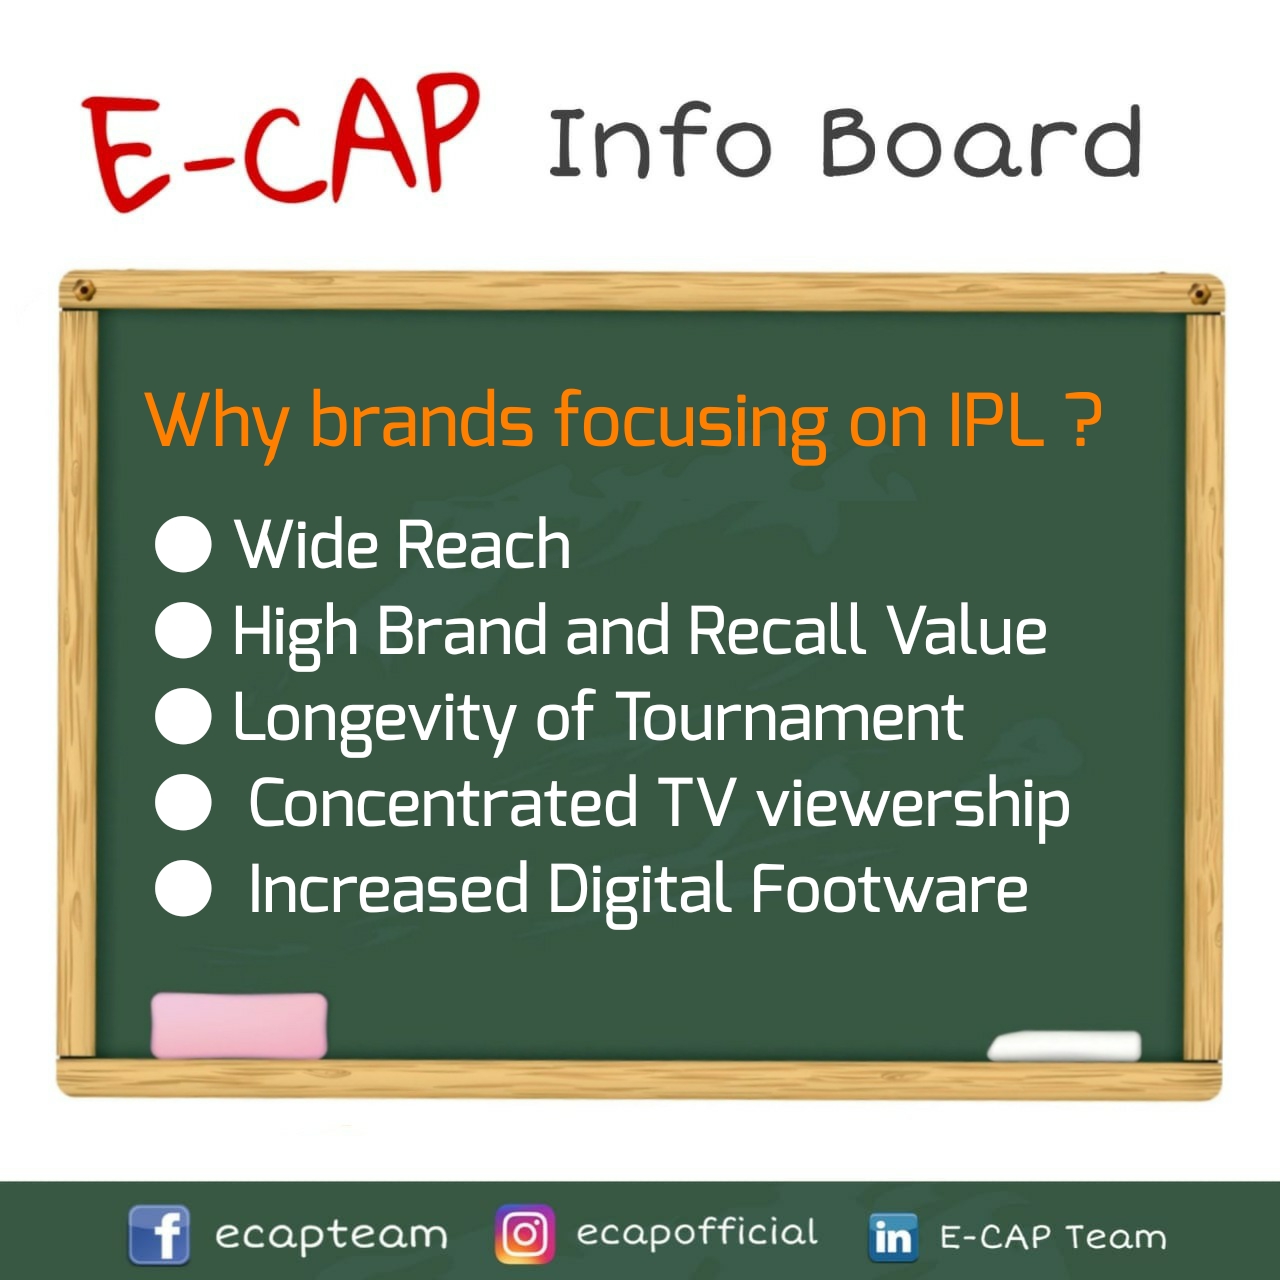 E-CAP Info Board
Why brands focusing on IPL ?
● Wide Reach
● High Brand and Recall Value
● Longevity of Tournament
● Concentrated TV viewership
● Increased Digital Footware
ecapteam ecapofficial in E-CAP Team